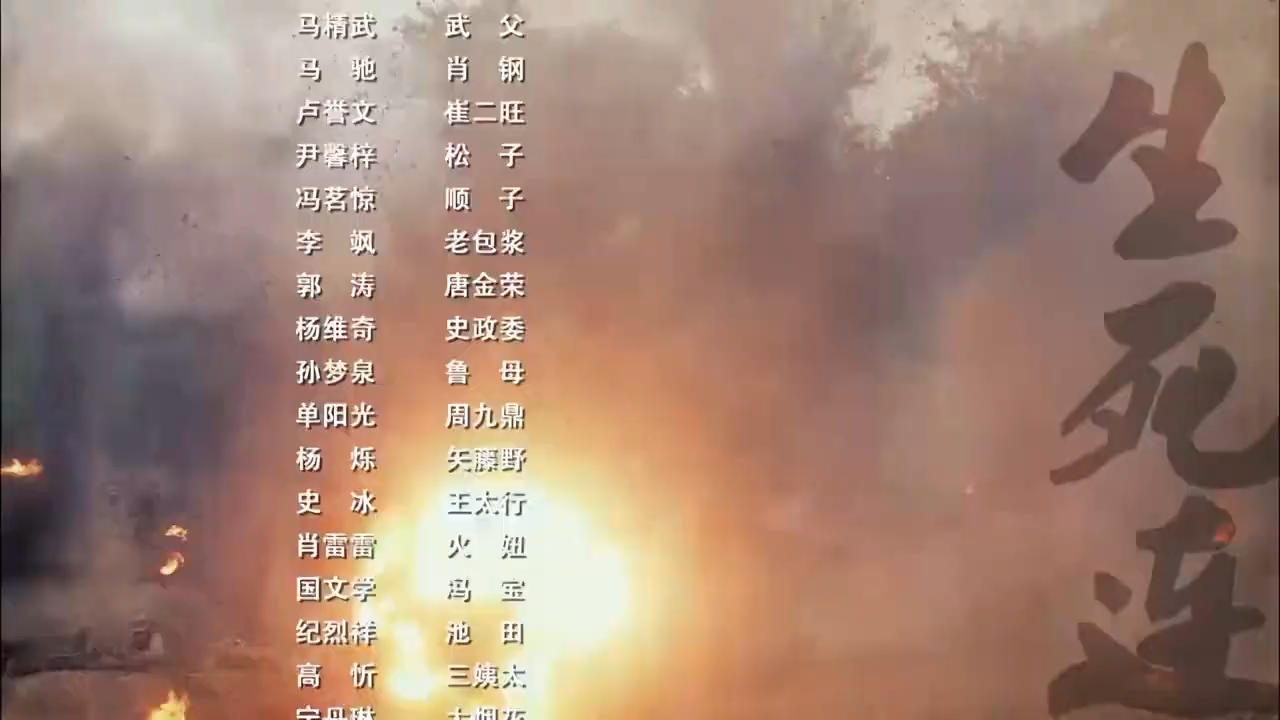 马精武 武 父
马 驰 肖 钢
卢誉文 崔二旺
尹馨梓 松 子
冯茗惊 顺 子
李 飒 老包浆
郭 涛 唐金荣
杨维奇 史政委
孙梦泉 鲁 母
单阳光 周九鼎
杨 烁 矢藤野
史 冰 王太行
肖雷雷 火 妞
国文学 冯 宝
纪烈祥 池 田
高 忻 三姨太
生死连